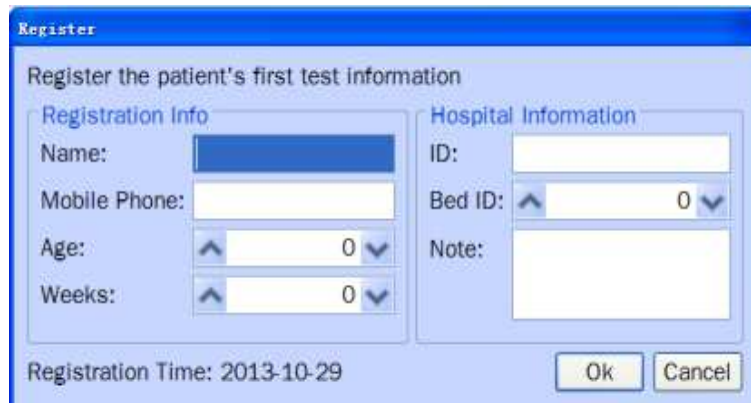 Register
Register the patient's first test information
Registration Info
Name:
Mobile Phone:
Age: 0
Weeks: 0
Hospital Information
ID:
Bed ID: 0
Note:
Registration Time: 2013-10-29
Ok Cancel